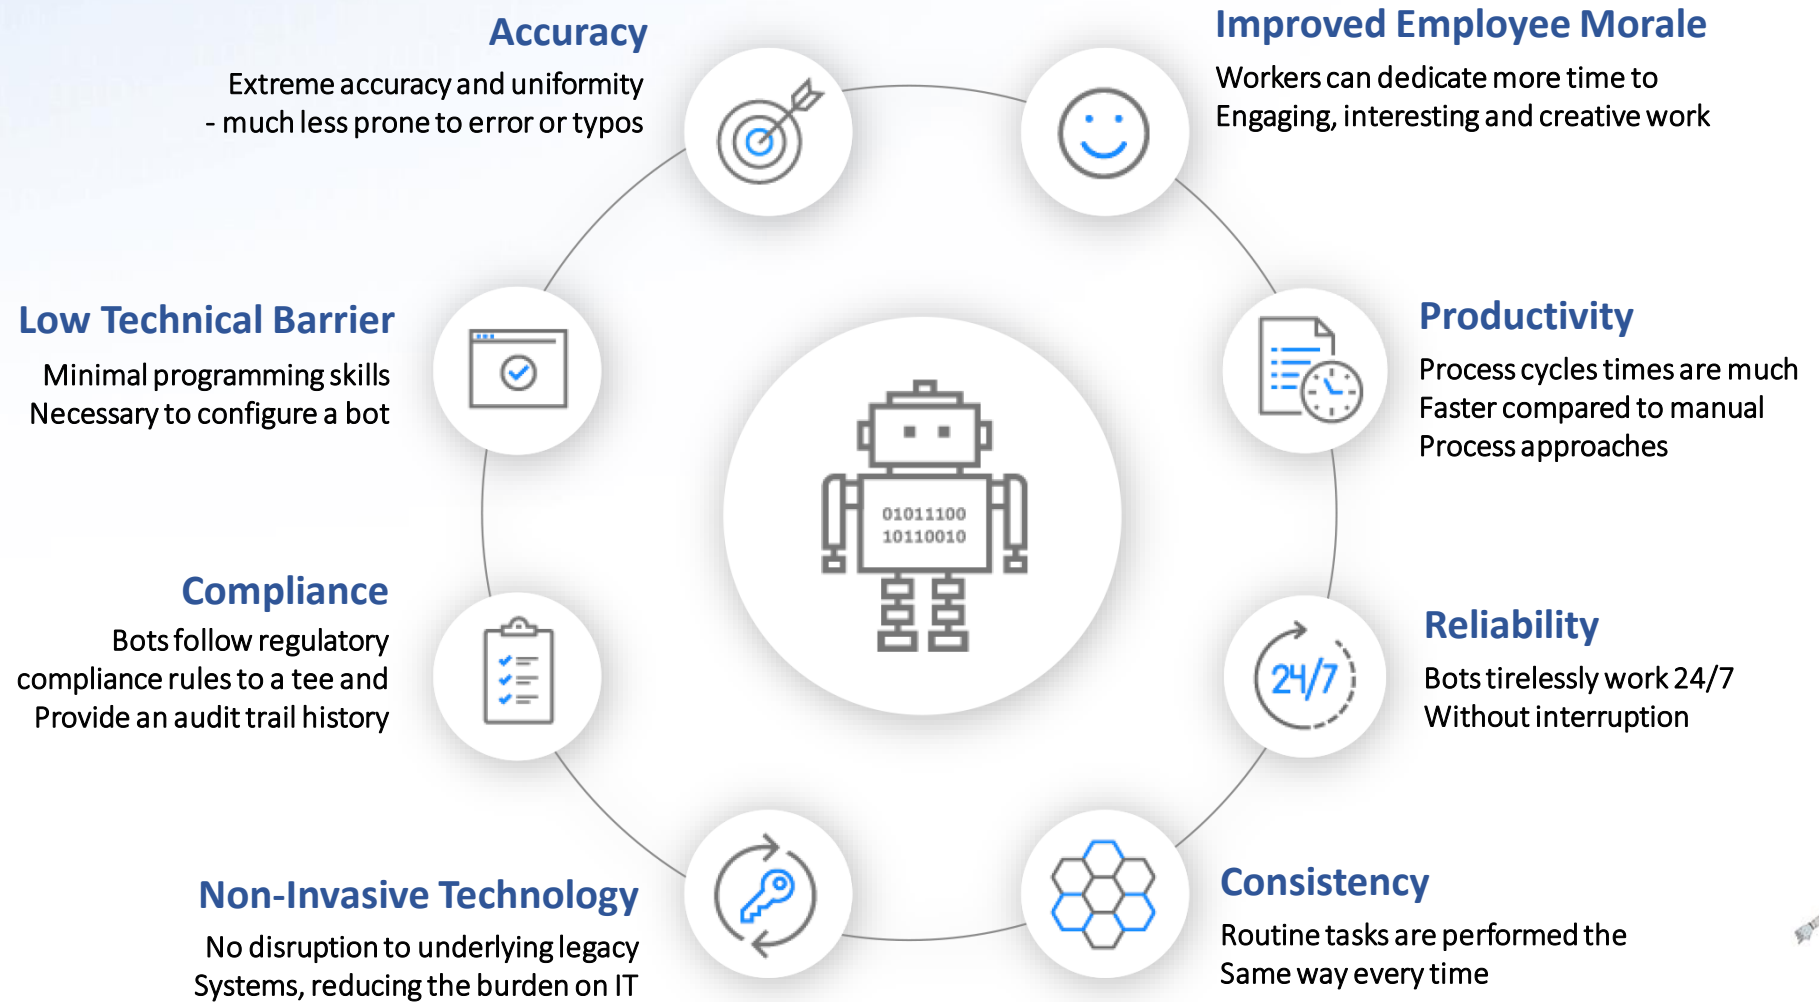 Accuracy
Extreme accuracy and uniformity
- much less prone to error or typos
Improved Employee Morale
Workers can dedicate more time to
Engaging, interesting and creative work
Low Technical Barrier
Minimal programming skills
Necessary to configure a bot
Productivity
Process cycles times are much
Faster compared to manual
Process approaches
01011100
10110010
Compliance
Bots follow regulatory
compliance rules to a tee and
Provide an audit trail history
Reliability
Bots tirelessly work 24/7
Without interruption
24/7
Non-Invasive Technology
No disruption to underlying legacy
Systems, reducing the burden on IT
Consistency
Routine tasks are performed the
Same way every time